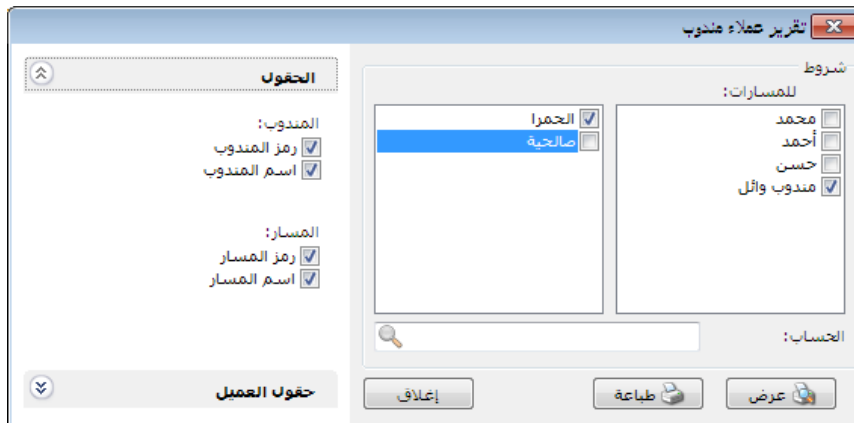 تقرير عملاء مندوب
شروط
للمسارات:
محمد
أحمد
حسن
مندوب وائل
الحمرا
صالحية
الحساب:
عرض
طباعة
إغلاق
الحقول
المندوب:
رمز المندوب
اسم المندوب
المسار:
رمز المسار
اسم المسار
حقول العميل